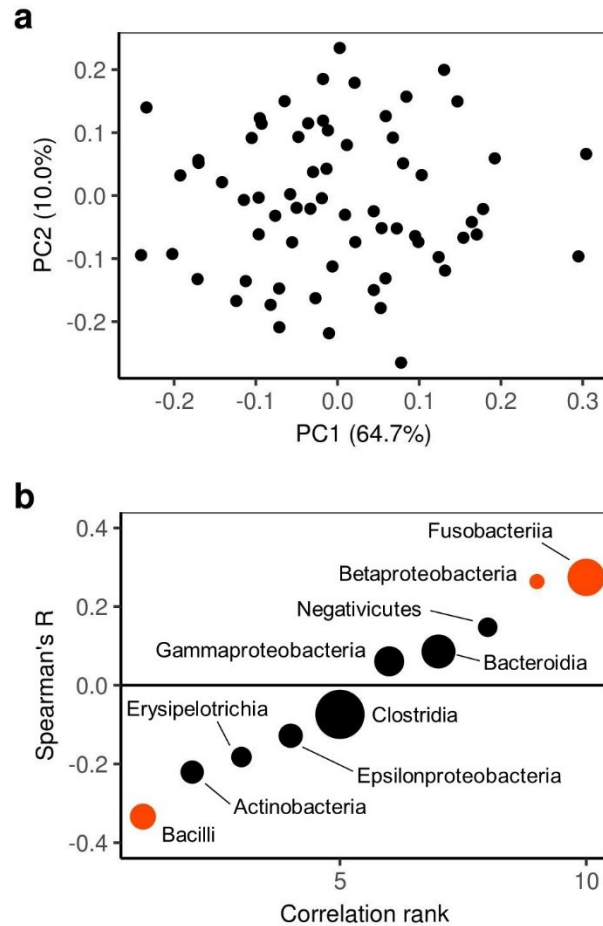 a
PC2 (10.0%)
0.2
0.1
0.0
-0.1
-0.2
-0.2 -0.1 0.0 0.1 0.2 0.3
PC1 (64.7%)
b
Spearman's R
0.4
0.2
0.0
-0.2
-0.4
Fusobacteriia
Betaproteobacteria
Negativicutes
Gammaproteobacteria
Bacteroidia
Erysipelotrichia
Clostridia
Epsilonproteobacteria
Actinobacteria
Bacilli
5 10
Correlation rank